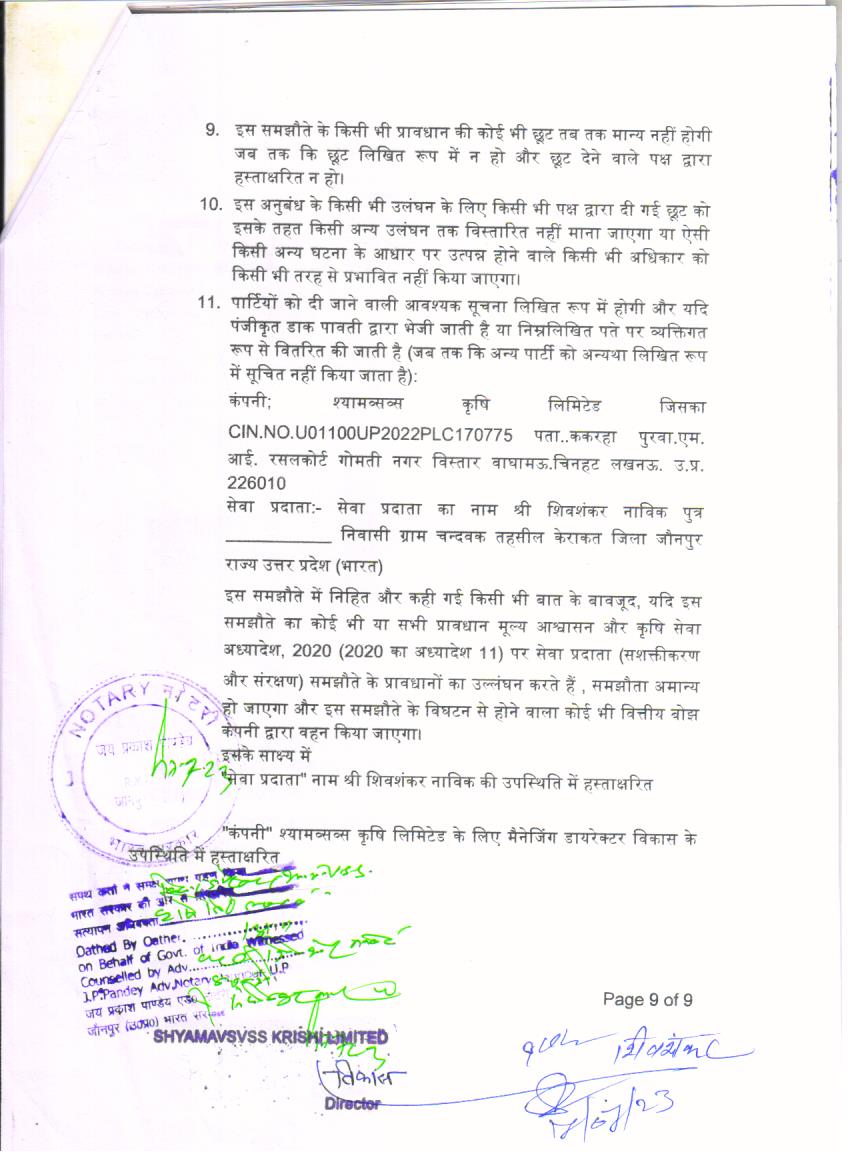 9. इस समझौते के किसी भी प्रावधान की कोई भी छूट तब तक मान्य नहीं होगी
जब तक कि छूट लिखित रूप में न हो और छूट देने वाले पक्ष द्वारा
हस्ताक्षरित न हो।
10. इस अनुबंध के किसी भी उलंघन के लिए किसी भी पक्ष द्वारा दी गई छूट को
इसके तहत किसी अन्य उलंघन तक विस्तारित नहीं माना जाएगा या ऐसी
किसी अन्य घटना के आधार पर उत्पन्न होने वाले किसी भी अधिकार को
किसी भी तरह से प्रभावित नहीं किया जाएगा।
11. पार्टियों को दी जाने वाली आवश्यक सूचना लिखित रूप में होगी और यदि
पंजीकृत डाक पावती द्वारा भेजी जाती है या निम्नलिखित पते पर व्यक्तिगत
रूप से वितरित की जाती है (जब तक कि अन्य पार्टी को अन्यथा लिखित रूप
में सूचित नहीं किया जाता है):
कंपनी; श्यामव्सव्स कृषि लिमिटेड जिसका
CIN.NO.U01100UP2022PLC170775 पता..ककरहा पुरवा.एम.
आई. रसलकोर्ट गोमती नगर विस्तार वाघामऊ.चिनहट लखनऊ. उ.प्र.
226010
सेवा प्रदाता:- सेवा प्रदाता का नाम श्री शिवशंकर नाविक पुत्र
____________ निवासी ग्राम चन्दवक तहसील केराकत जिला जौनपुर
राज्य उत्तर प्रदेश (भारत)
इस समझौते में निहित और कही गई किसी भी बात के बावजूद, यदि इस
समझौते का कोई भी या सभी प्रावधान मूल्य आश्वासन और कृषि सेवा
अध्यादेश, 2020 (2020 का अध्यादेश 11) पर सेवा प्रदाता (सशक्तीकरण
और संरक्षण) समझौते के प्रावधानों का उल्लंघन करते हैं , समझौता अमान्य
हो जाएगा और इस समझौते के विघटन से होने वाला कोई भी वित्तीय बोझ
कंपनी द्वारा वहन किया जाएगा।
इसके साक्ष्य में
"सेवा प्रदाता" नाम श्री शिवशंकर नाविक की उपस्थिति में हस्ताक्षरित
"कंपनी" श्यामव्सव्स कृषि लिमिटेड के लिए मैनेजिंग डायरेक्टर विकास के
उपस्थिति में हस्ताक्षरित
NOTARY नोटरी
जय प्रकाश पाण्डेय
भारत सरकार
भारत सरकार की ओर से
सत्यापन अधिवक्ता
Oathed By Oather.
on Behalf of Govt. of India Witnessed
Counselled by Adv.
J.P.Pandey Adv.Notary U.P
जय प्रकाश पाण्डेय एड०
जौनपुर (उ०प्र०) भारत
Page 9 of 9
SHYAMAVSVSS KRISHI LIMITED
विकास
Director
शिवशंकर